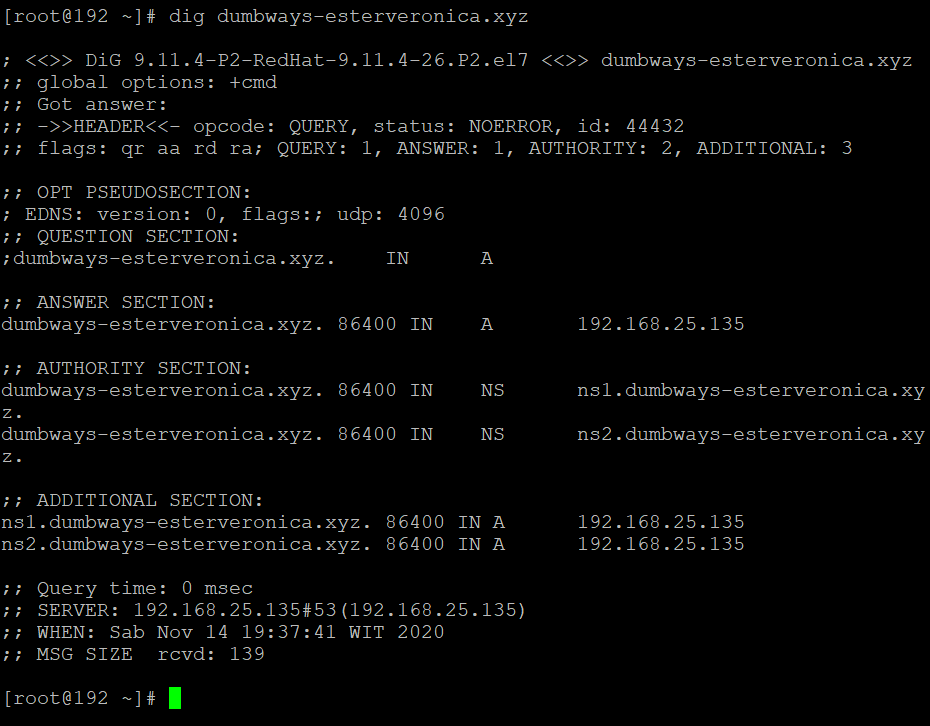 [root@192 ~]# dig dumbways-esterveronica.xyz

; <<>> DiG 9.11.4-P2-RedHat-9.11.4-26.P2.el7 <<>> dumbways-esterveronica.xyz
;; global options: +cmd
;; Got answer:
;; ->>HEADER<<- opcode: QUERY, status: NOERROR, id: 44432
;; flags: qr aa rd ra; QUERY: 1, ANSWER: 1, AUTHORITY: 2, ADDITIONAL: 3

;; OPT PSEUDOSECTION:
; EDNS: version: 0, flags:; udp: 4096
;; QUESTION SECTION:
;dumbways-esterveronica.xyz.    IN      A

;; ANSWER SECTION:
dumbways-esterveronica.xyz. 86400 IN    A       192.168.25.135

;; AUTHORITY SECTION:
dumbways-esterveronica.xyz. 86400 IN    NS      ns1.dumbways-esterveronica.xy
z.
dumbways-esterveronica.xyz. 86400 IN    NS      ns2.dumbways-esterveronica.xy
z.

;; ADDITIONAL SECTION:
ns1.dumbways-esterveronica.xyz. 86400 IN A      192.168.25.135
ns2.dumbways-esterveronica.xyz. 86400 IN A      192.168.25.135

;; Query time: 0 msec
;; SERVER: 192.168.25.135#53(192.168.25.135)
;; WHEN: Sab Nov 14 19:37:41 WIT 2020
;; MSG SIZE  rcvd: 139

[root@192 ~]#